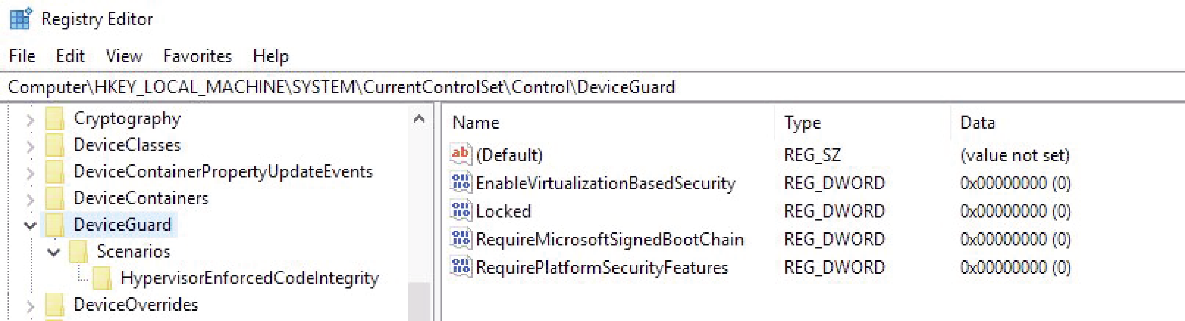 Registry Editor
File Edit View Favorites Help
Computer\HKEY_LOCAL_MACHINE\SYSTEM\CurrentControlSet\Control\DeviceGuard
Cryptography
DeviceClasses
DeviceContainerPropertyUpdateEvents
DeviceContainers
DeviceGuard
Scenarios
HypervisorEnforcedCodeIntegrity
DeviceOverrides
Name Type Data
ab (Default) REG_SZ (value not set)
EnableVirtualizationBasedSecurity REG_DWORD 0x00000000 (0)
Locked REG_DWORD 0x00000000 (0)
RequireMicrosoftSignedBootChain REG_DWORD 0x00000000 (0)
RequirePlatformSecurityFeatures REG_DWORD 0x00000000 (0)